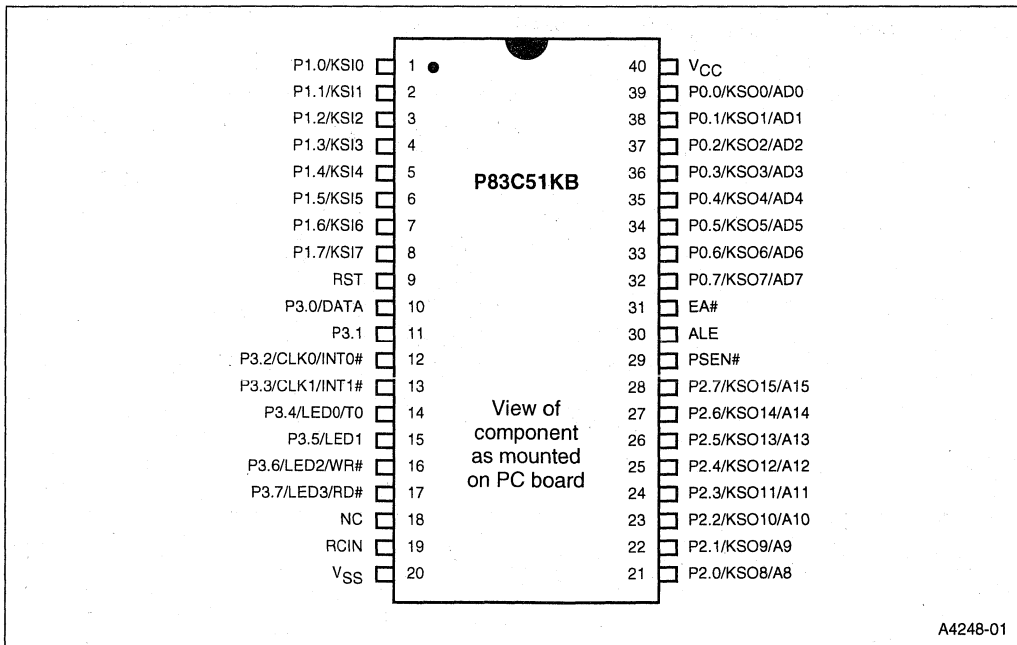 P1.0/KSI0 1 40 VCC
P1.1/KSI1 2 39 P0.0/KSO0/AD0
P1.2/KSI2 3 38 P0.1/KSO1/AD1
P1.3/KSI3 4 37 P0.2/KSO2/AD2
P1.4/KSI4 5 36 P0.3/KSO3/AD3
P83C51KB
P1.5/KSI5 6 35 P0.4/KSO4/AD4
P1.6/KSI6 7 34 P0.5/KSO5/AD5
P1.7/KSI7 8 33 P0.6/KSO6/AD6
RST 9 32 P0.7/KSO7/AD7
P3.0/DATA 10 31 EA#
P3.1 11 30 ALE
P3.2/CLK0/INT0# 12 29 PSEN#
P3.3/CLK1/INT1# 13 28 P2.7/KSO15/A15
P3.4/LED0/T0 14 27 P2.6/KSO14/A14
P3.5/LED1 15 26 P2.5/KSO13/A13
P3.6/LED2/WR# 16 25 P2.4/KSO12/A12
P3.7/LED3/RD# 17 24 P2.3/KSO11/A11
NC 18 23 P2.2/KSO10/A10
RCIN 19 22 P2.1/KSO9/A9
VSS 20 21 P2.0/KSO8/A8
View of
component
as mounted
on PC board
A4248-01